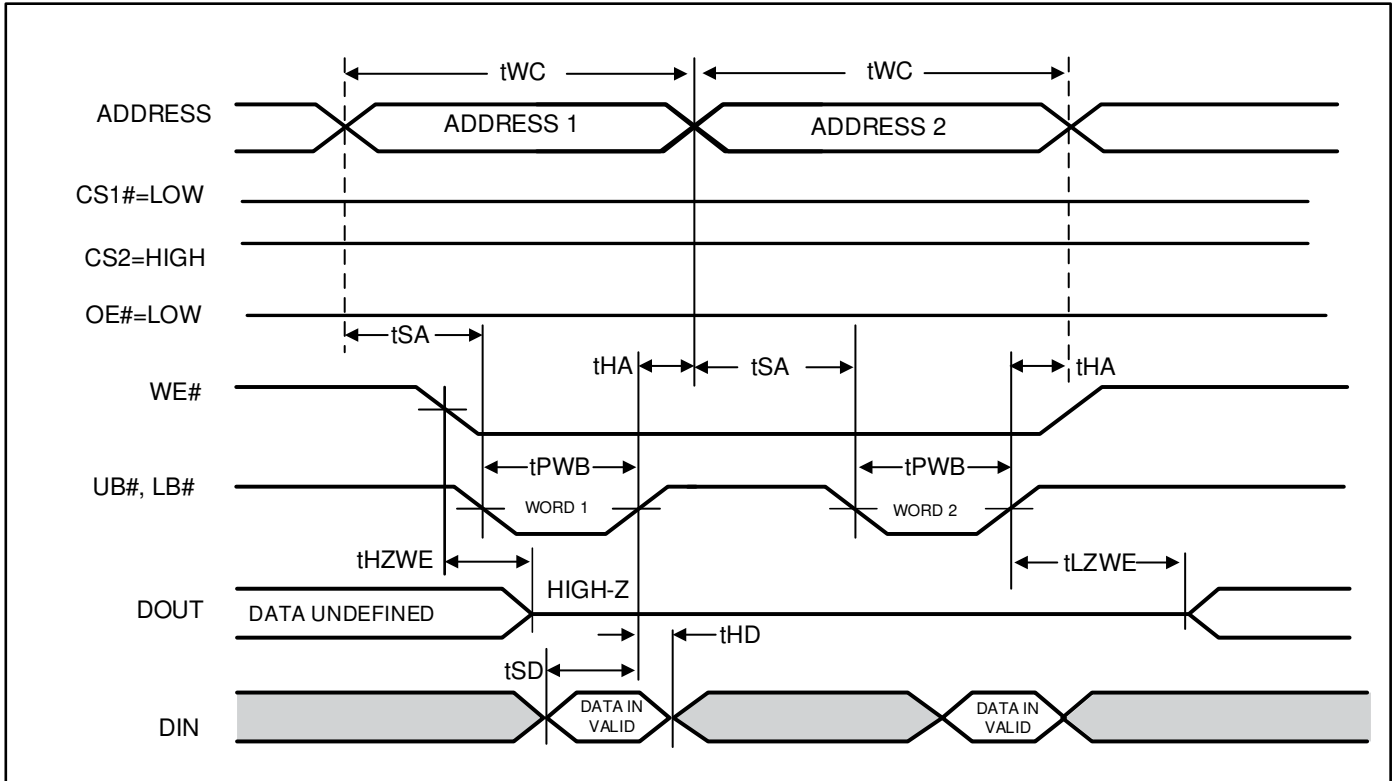 tWC tWC
ADDRESS ADDRESS 1 ADDRESS 2
CS1#=LOW
CS2=HIGH
OE#=LOW
tSA tHA tSA tHA
WE#
tPWB tPWB
UB#, LB# WORD 1 WORD 2
tHZWE tLZWE
HIGH-Z
DOUT DATA UNDEFINED
tHD
tSD
DIN DATA IN VALID DATA IN VALID